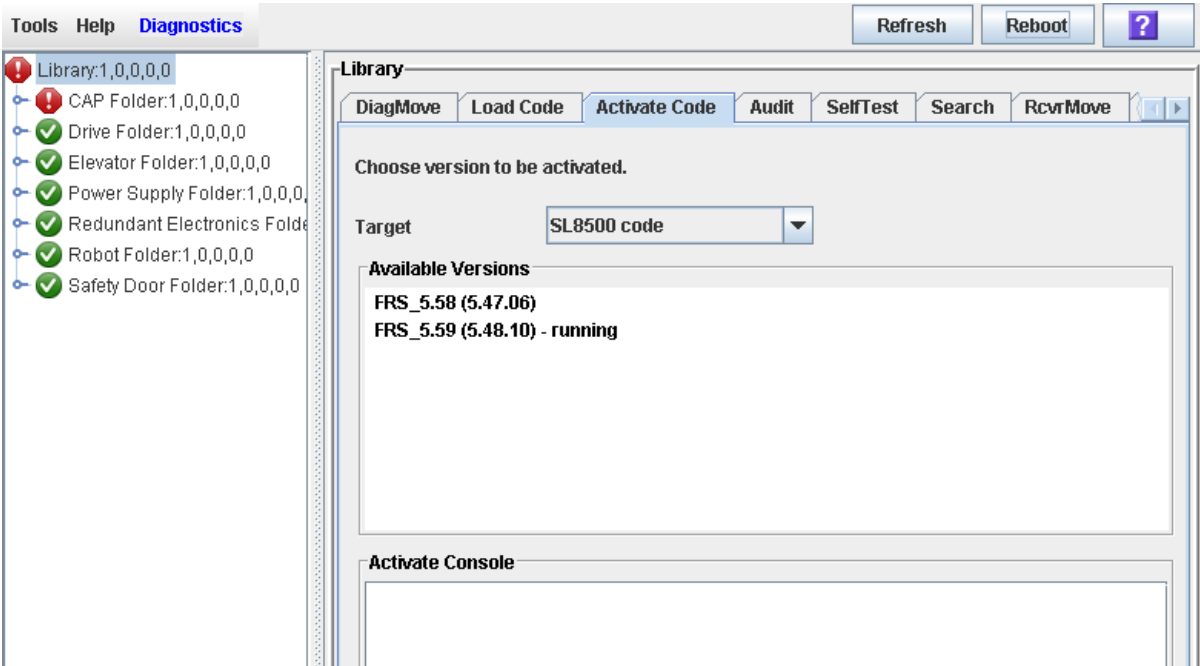 Tools Help Diagnostics Refresh Reboot ?
Library:1,0,0,0,0
CAP Folder:1,0,0,0,0
Drive Folder:1,0,0,0,0
Elevator Folder:1,0,0,0,0
Power Supply Folder:1,0,0,0,
Redundant Electronics Folde
Robot Folder:1,0,0,0,0
Safety Door Folder:1,0,0,0,0
Library
DiagMove Load Code Activate Code Audit SelfTest Search RcvrMove
Choose version to be activated.
Target SL8500 code
Available Versions
FRS_5.58 (5.47.06)
FRS_5.59 (5.48.10) - running
Activate Console